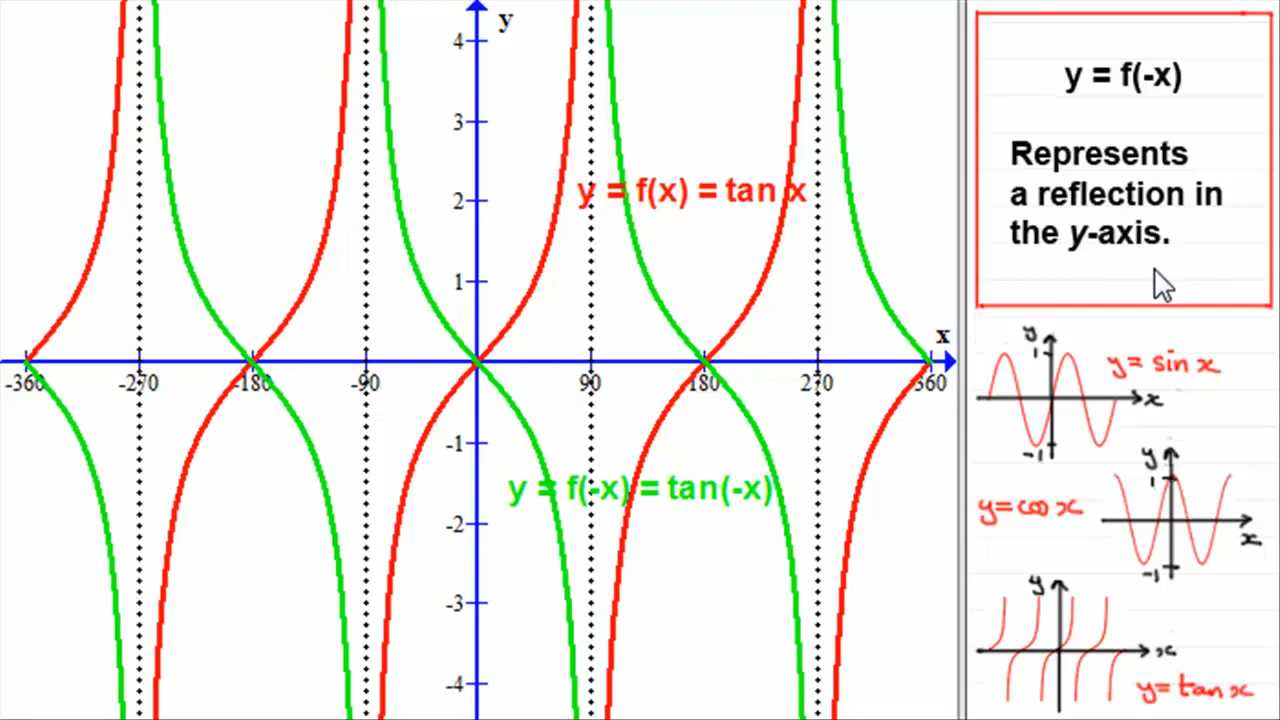 y
4
3
2
y = f(x) = tan x
1
x
-360
-270
-180
-90
90
180
270
360
-1
y = f(-x) = tan(-x)
-2
-3
-4
y = f(-x)
Represents
a reflection in
the y-axis.
y
1
y = sin x
x
-1
y
1
y = cos x
x
-1
y
x
y = tan x